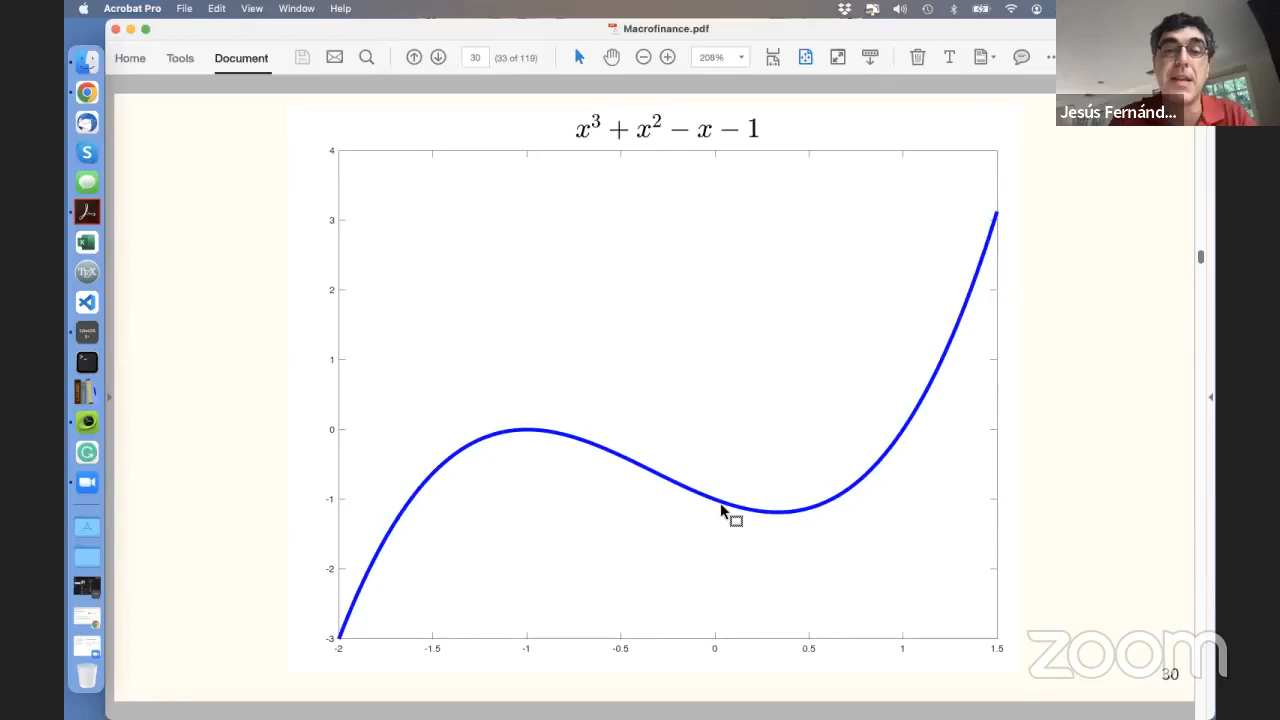 Acrobat Pro File Edit View Window Help
Macrofinance.pdf
Home Tools Document 30 (33 of 119) 208%
Jesús Fernánd...
x³ + x² − x − 1
4
3
2
1
0
-1
-2
-3
-2 -1.5 -1 -0.5 0 0.5 1 1.5
zoom
30